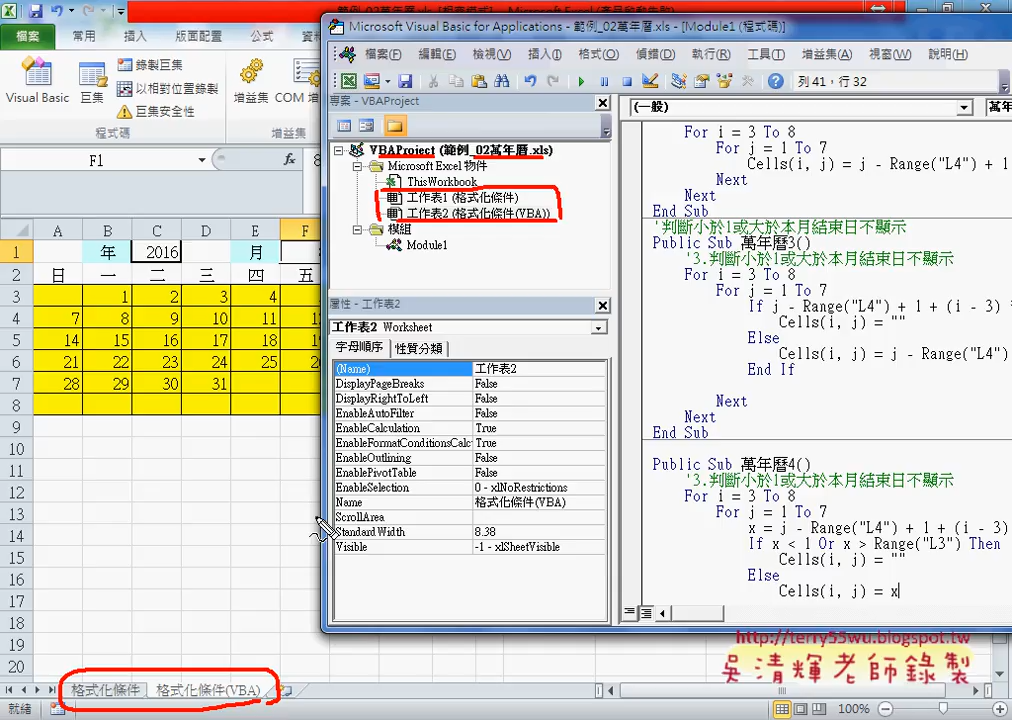 Microsoft Visual Basic for Applications - 範例_02萬年曆.xls - [Module1 (程式碼)]
檔案 常用 插入 版面配置 公式
檔案(F) 編輯(E) 檢視(V) 插入(I) 格式(O) 偵錯(D) 執行(R) 工具(T) 增益集(A) 視窗(W) 說明(H)
列 41，行 32
Visual Basic 巨集
錄製巨集
以相對位置錄製
巨集安全性
增益集 COM
程式碼 增益集
F1 fx 8
A B C D E F
1 年 2016 月
2 日 一 二 三 四 五
3 1 2 3 4
4 7 8 9 10 11
5 14 15 16 17 18
6 21 22 23 24 25
7 28 29 30 31
8
9
10
11
12
13
14
15
16
17
18
19
20
格式化條件 格式化條件(VBA)
就緒 100%
專案 - VBAProject
VBAProject (範例_02萬年曆.xls)
Microsoft Excel 物件
ThisWorkbook
工作表1 (格式化條件)
工作表2 (格式化條件(VBA))
模組
Module1
屬性 - 工作表2
工作表2 Worksheet
字母順序 性質分類
(Name) 工作表2
DisplayPageBreaks False
DisplayRightToLeft False
EnableAutoFilter False
EnableCalculation True
EnableFormatConditionsCalc True
EnableOutlining False
EnablePivotTable False
EnableSelection 0 - xlNoRestrictions
Name 格式化條件(VBA)
ScrollArea
StandardWidth 8.38
Visible -1 - xlSheetVisible
(一般) 萬年
For i = 3 To 8
For j = 1 To 7
Cells(i, j) = j - Range("L4") + 1
Next
Next
End Sub
'判斷小於1或大於本月結束日不顯示
Public Sub 萬年曆3()
'3.判斷小於1或大於本月結束日不顯示
For i = 3 To 8
For j = 1 To 7
If j - Range("L4") + 1 + (i - 3) *
Cells(i, j) = ""
Else
Cells(i, j) = j - Range("L4")
End If
Next
Next
End Sub
Public Sub 萬年曆4()
'3.判斷小於1或大於本月結束日不顯示
For i = 3 To 8
For j = 1 To 7
x = j - Range("L4") + 1 + (i - 3)
If x < 1 Or x > Range("L3") Then
Cells(i, j) = ""
Else
Cells(i, j) = x
http://terry55wu.blogspot.tw
吳清輝老師錄製